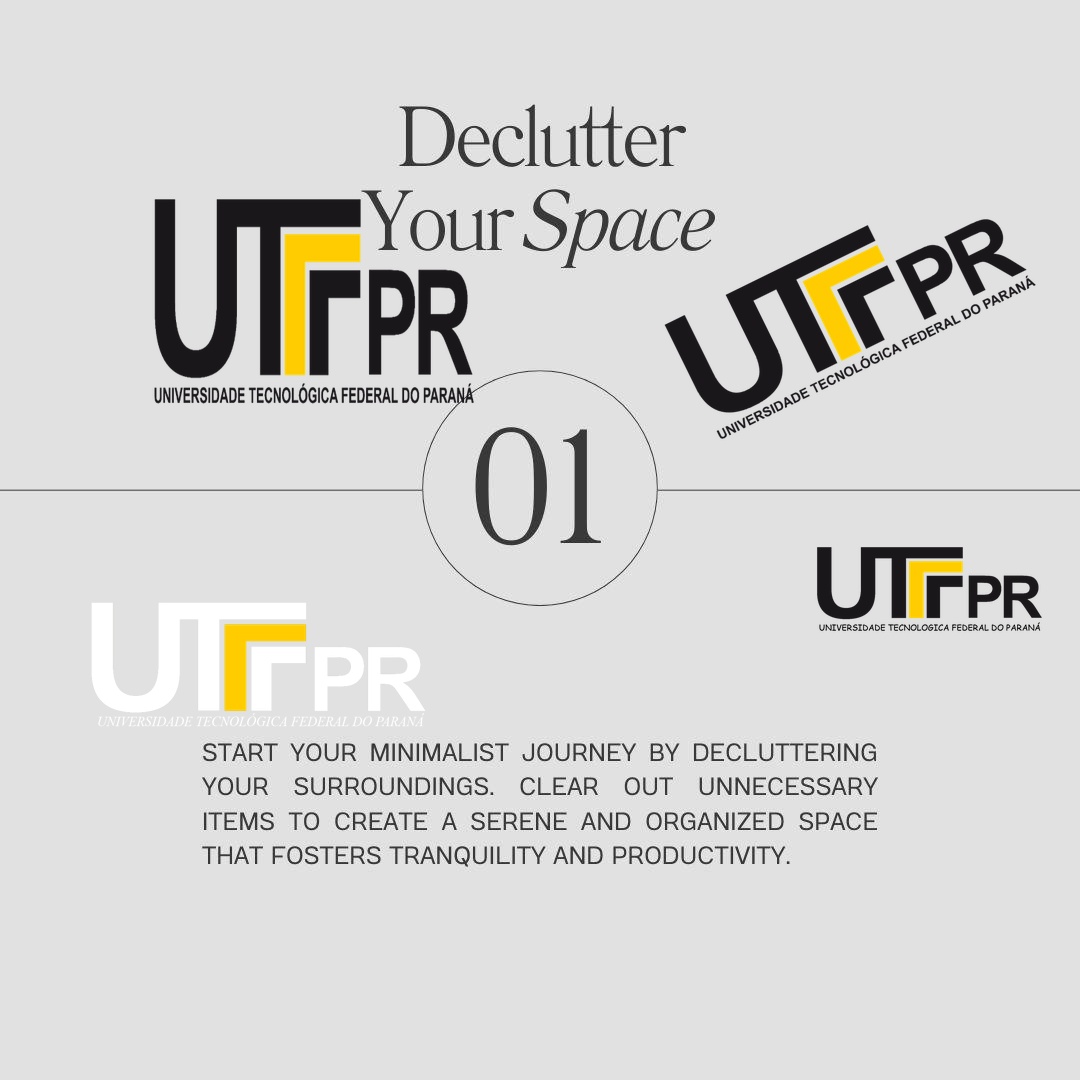 Declutter
Your Space
UTFPR
UNIVERSIDADE TECNOLÓGICA FEDERAL DO PARANÁ
UTFPR
UNIVERSIDADE TECNOLÓGICA FEDERAL DO PARANÁ
01
UTFPR
UNIVERSIDADE TECNOLOGICA FEDERAL DO PARANÁ
UTFPR
UNIVERSIDADE TECNOLÓGICA FEDERAL DO PARANÁ
START YOUR MINIMALIST JOURNEY BY DECLUTTERING
YOUR SURROUNDINGS. CLEAR OUT UNNECESSARY
ITEMS TO CREATE A SERENE AND ORGANIZED SPACE
THAT FOSTERS TRANQUILITY AND PRODUCTIVITY.